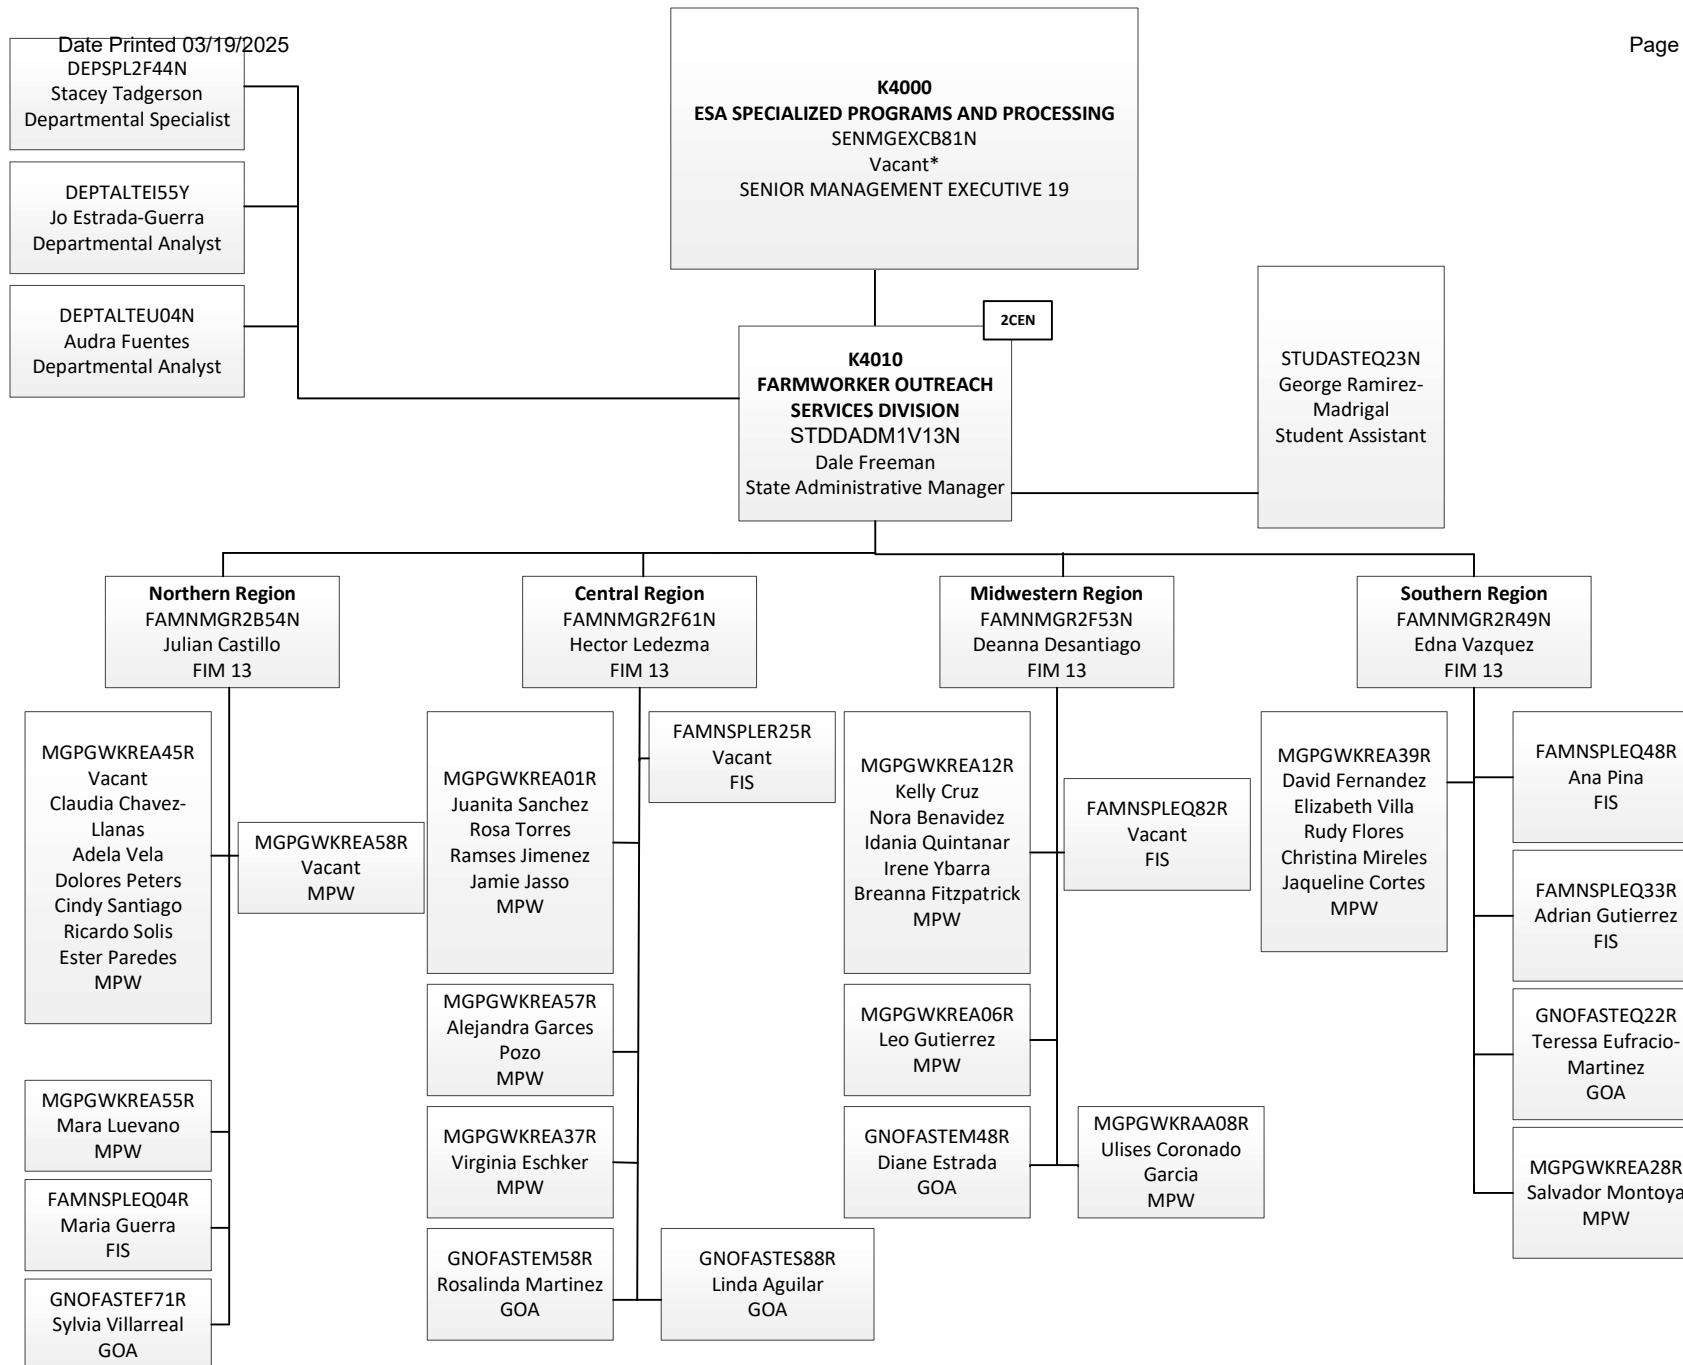 Date Printed 03/19/2025
Page
DEPSPL2F44N
Stacey Tadgerson
Departmental Specialist
DEPTALTEI55Y
Jo Estrada-Guerra
Departmental Analyst
DEPTALTEU04N
Audra Fuentes
Departmental Analyst
K4000
ESA SPECIALIZED PROGRAMS AND PROCESSING
SENMGEXCB81N
Vacant*
SENIOR MANAGEMENT EXECUTIVE 19
2CEN
K4010
FARMWORKER OUTREACH
SERVICES DIVISION
STDDADM1V13N
Dale Freeman
State Administrative Manager
STUDASTEQ23N
George Ramirez-
Madrigal
Student Assistant
Northern Region
FAMNMGR2B54N
Julian Castillo
FIM 13
Central Region
FAMNMGR2F61N
Hector Ledezma
FIM 13
Midwestern Region
FAMNMGR2F53N
Deanna Desantiago
FIM 13
Southern Region
FAMNMGR2R49N
Edna Vazquez
FIM 13
MGPGWKREA45R
Vacant
Claudia Chavez-
Llanas
Adela Vela
Dolores Peters
Cindy Santiago
Ricardo Solis
Ester Paredes
MPW
MGPGWKREA58R
Vacant
MPW
MGPGWKREA55R
Mara Luevano
MPW
FAMNSPLEQ04R
Maria Guerra
FIS
GNOFASTEF71R
Sylvia Villarreal
GOA
MGPGWKREA01R
Juanita Sanchez
Rosa Torres
Ramses Jimenez
Jamie Jasso
MPW
FAMNSPLER25R
Vacant
FIS
MGPGWKREA57R
Alejandra Garces
Pozo
MPW
MGPGWKREA37R
Virginia Eschker
MPW
GNOFASTEM58R
Rosalinda Martinez
GOA
GNOFASTES88R
Linda Aguilar
GOA
MGPGWKREA12R
Kelly Cruz
Nora Benavidez
Idania Quintanar
Irene Ybarra
Breanna Fitzpatrick
MPW
FAMNSPLEQ82R
Vacant
FIS
MGPGWKREA06R
Leo Gutierrez
MPW
GNOFASTEM48R
Diane Estrada
GOA
MGPGWKRAA08R
Ulises Coronado
Garcia
MPW
MGPGWKREA39R
David Fernandez
Elizabeth Villa
Rudy Flores
Christina Mireles
Jaqueline Cortes
MPW
FAMNSPLEQ48R
Ana Pina
FIS
FAMNSPLEQ33R
Adrian Gutierrez
FIS
GNOFASTEQ22R
Teressa Eufracio-
Martinez
GOA
MGPGWKREA28R
Salvador Montoya
MPW